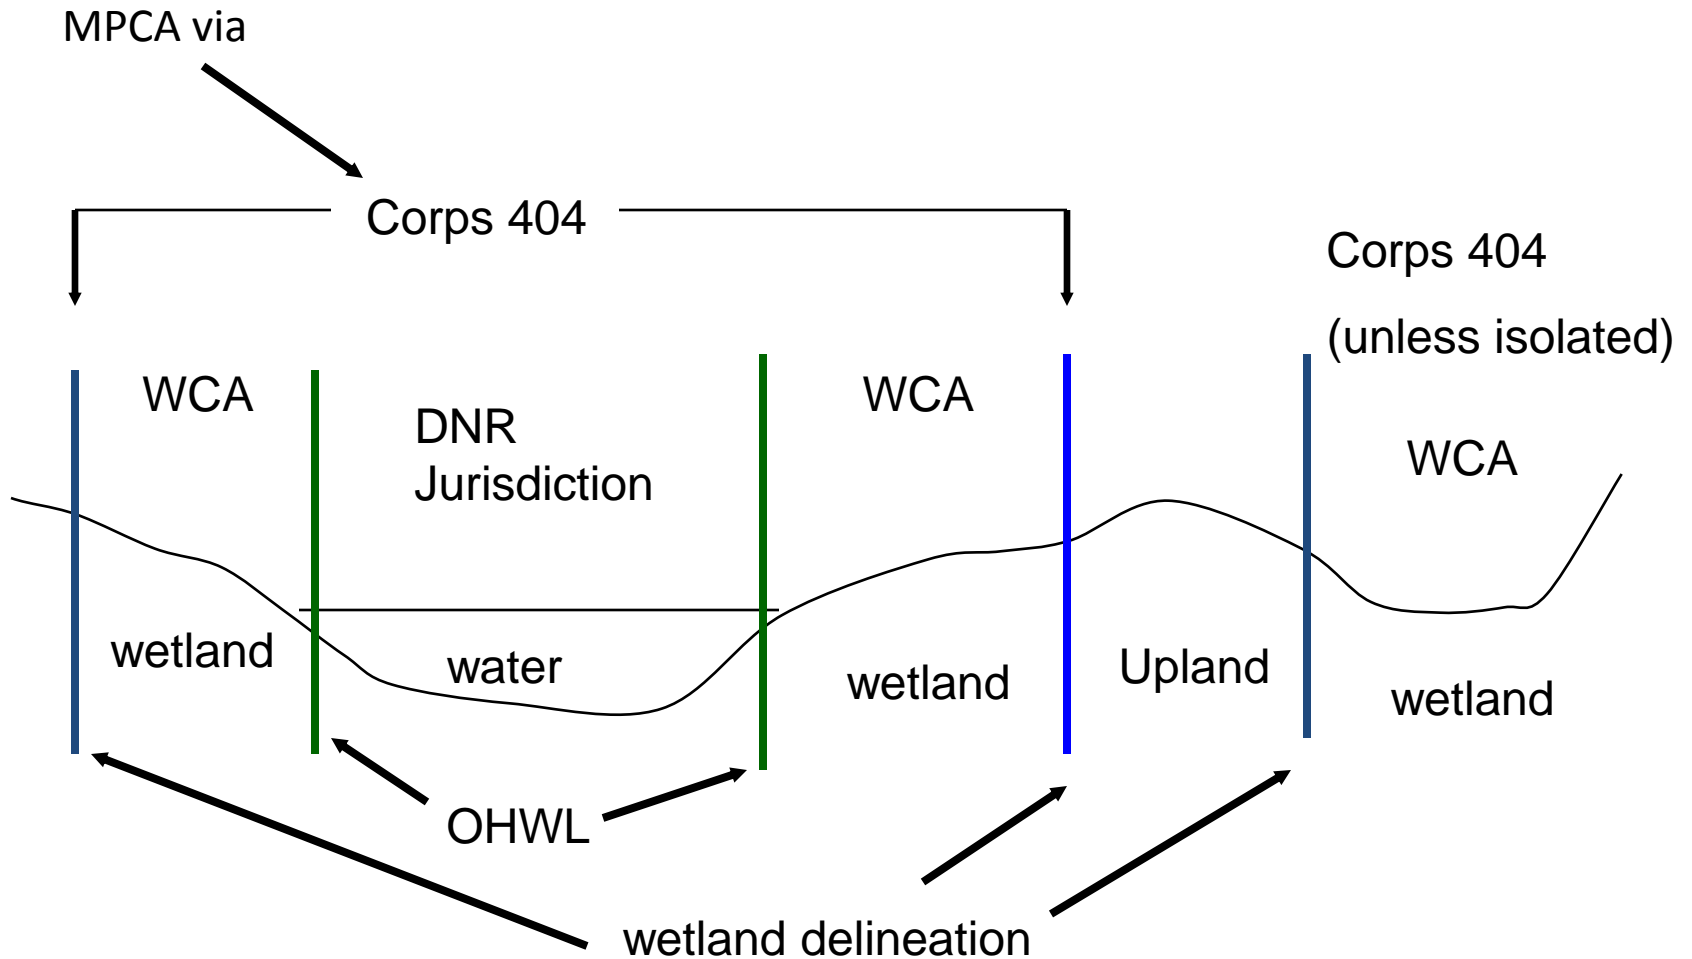 MPCA via
Corps 404
Corps 404
(unless isolated)
WCA
WCA
DNR
Jurisdiction
WCA
wetland
water
wetland
Upland
wetland
OHWL
wetland delineation